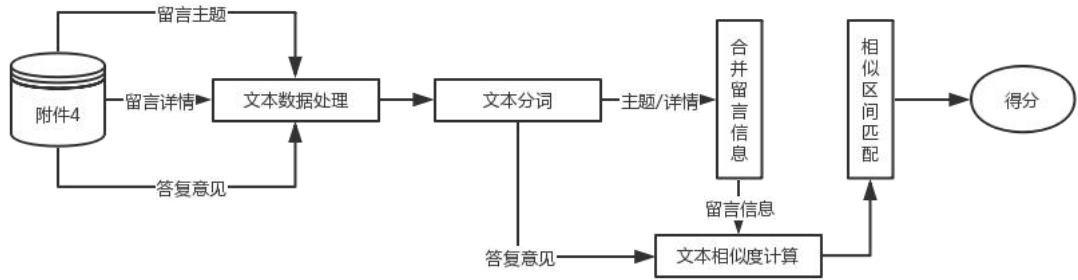 留言主题
附件4
留言详情
文本数据处理
答复意见
文本分词
主题/详情
合并留言信息
留言信息
答复意见
文本相似度计算
相似区间匹配
得分